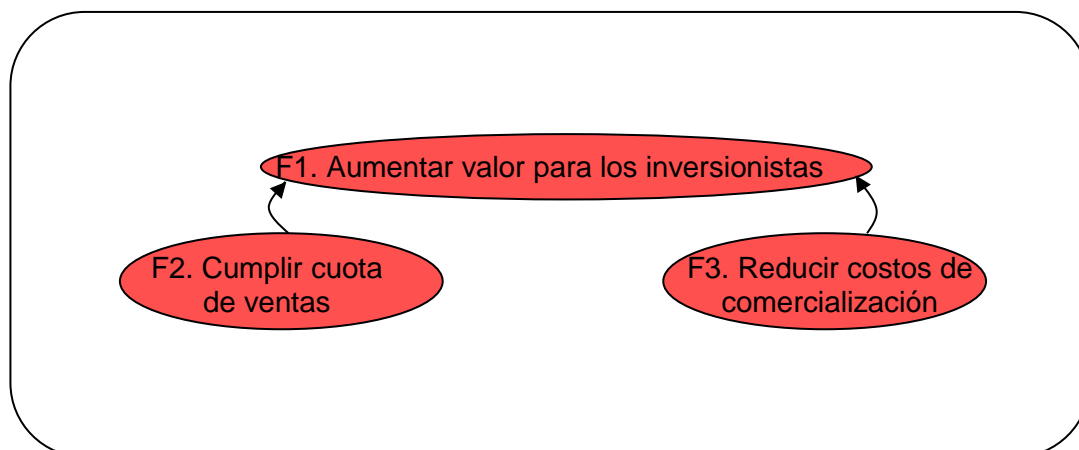 F1. Aumentar valor para los inversionistas
F2. Cumplir cuota
de ventas
F3. Reducir costos de
comercialización